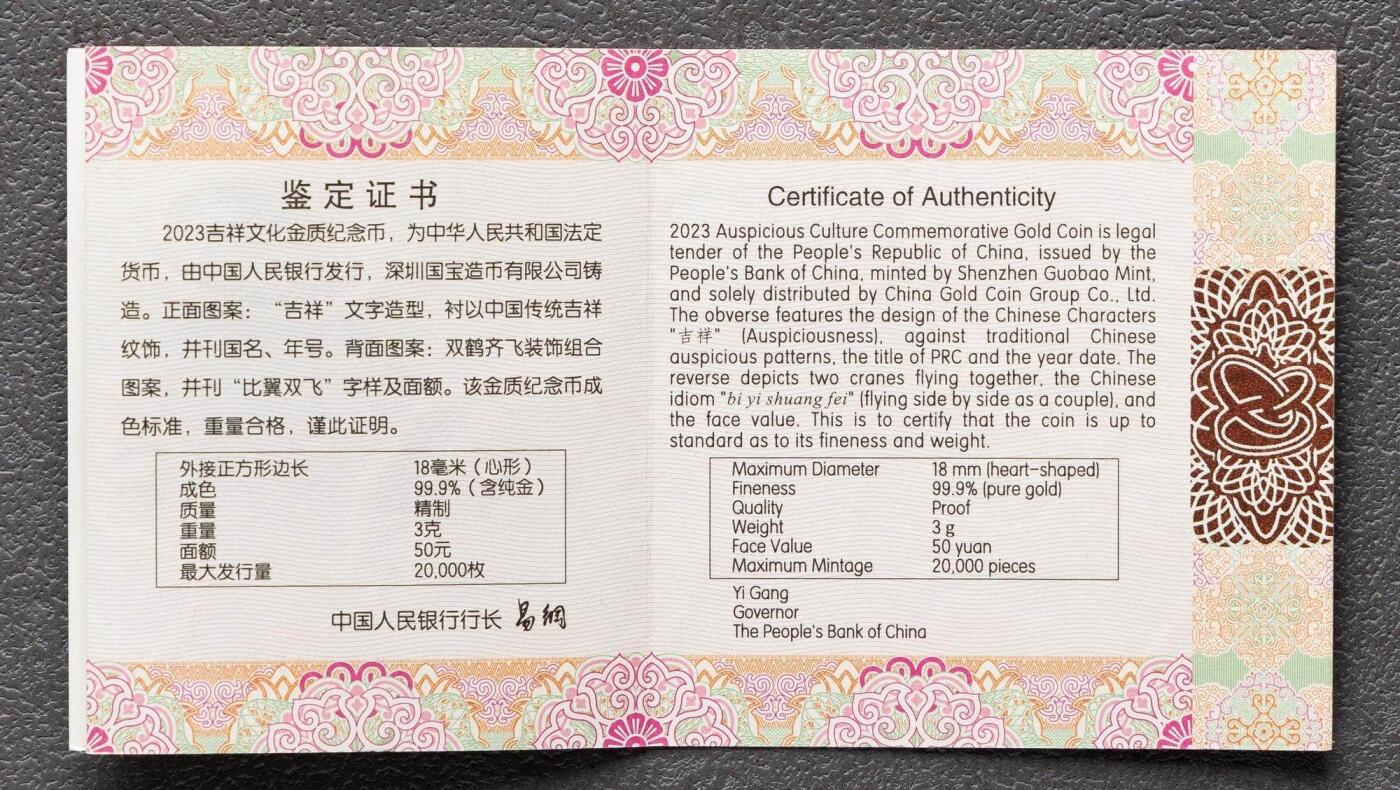 鉴定证书
2023吉祥文化金质纪念币，为中华人民共和国法定
货币，由中国人民银行发行，深圳国宝造币有限公司铸
造。正面图案：“吉祥”文字造型，衬以中国传统吉祥
纹饰，并刊国名、年号。背面图案：双鹤齐飞装饰组合
图案，并刊“比翼双飞”字样及面额。该金质纪念币成
色标准，重量合格，谨此证明。
外接正方形边长 18毫米（心形）
成色 99.9%（含纯金）
质量 精制
重量 3克
面额 50元
最大发行量 20,000枚
中国人民银行行长 易纲
Certificate of Authenticity
2023 Auspicious Culture Commemorative Gold Coin is legal
tender of the People's Republic of China, issued by the
People's Bank of China, minted by Shenzhen Guobao Mint,
and solely distributed by China Gold Coin Group Co., Ltd.
The obverse features the design of the Chinese Characters
"吉祥" (Auspiciousness), against traditional Chinese
auspicious patterns, the title of PRC and the year date. The
reverse depicts two cranes flying together, the Chinese
idiom "bi yi shuang fei" (flying side by side as a couple), and
the face value. This is to certify that the coin is up to
standard as to its fineness and weight.
Maximum Diameter 18 mm (heart-shaped)
Fineness 99.9% (pure gold)
Quality Proof
Weight 3 g
Face Value 50 yuan
Maximum Mintage 20,000 pieces
Yi Gang
Governor
The People's Bank of China